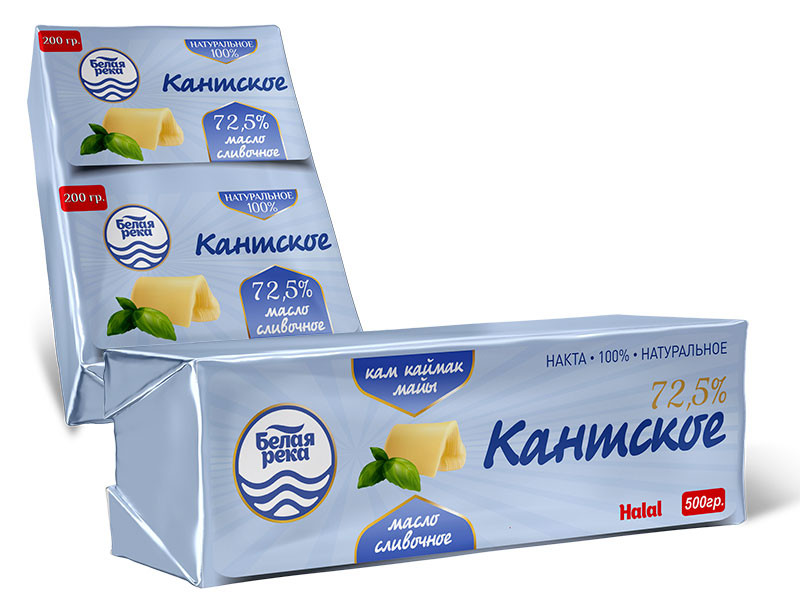 200 гр.
Белая
река
НАТУРАЛЬНОЕ
100%
Кантское
72,5%
масло
сливочное
200 гр.
Белая
река
НАТУРАЛЬНОЕ
100%
Кантское
72,5%
масло
сливочное
кам каймак
майы
НАКТА • 100% • НАТУРАЛЬНОЕ
72,5%
Кантское
Белая
река
масло
сливочное
Halal
500гр.